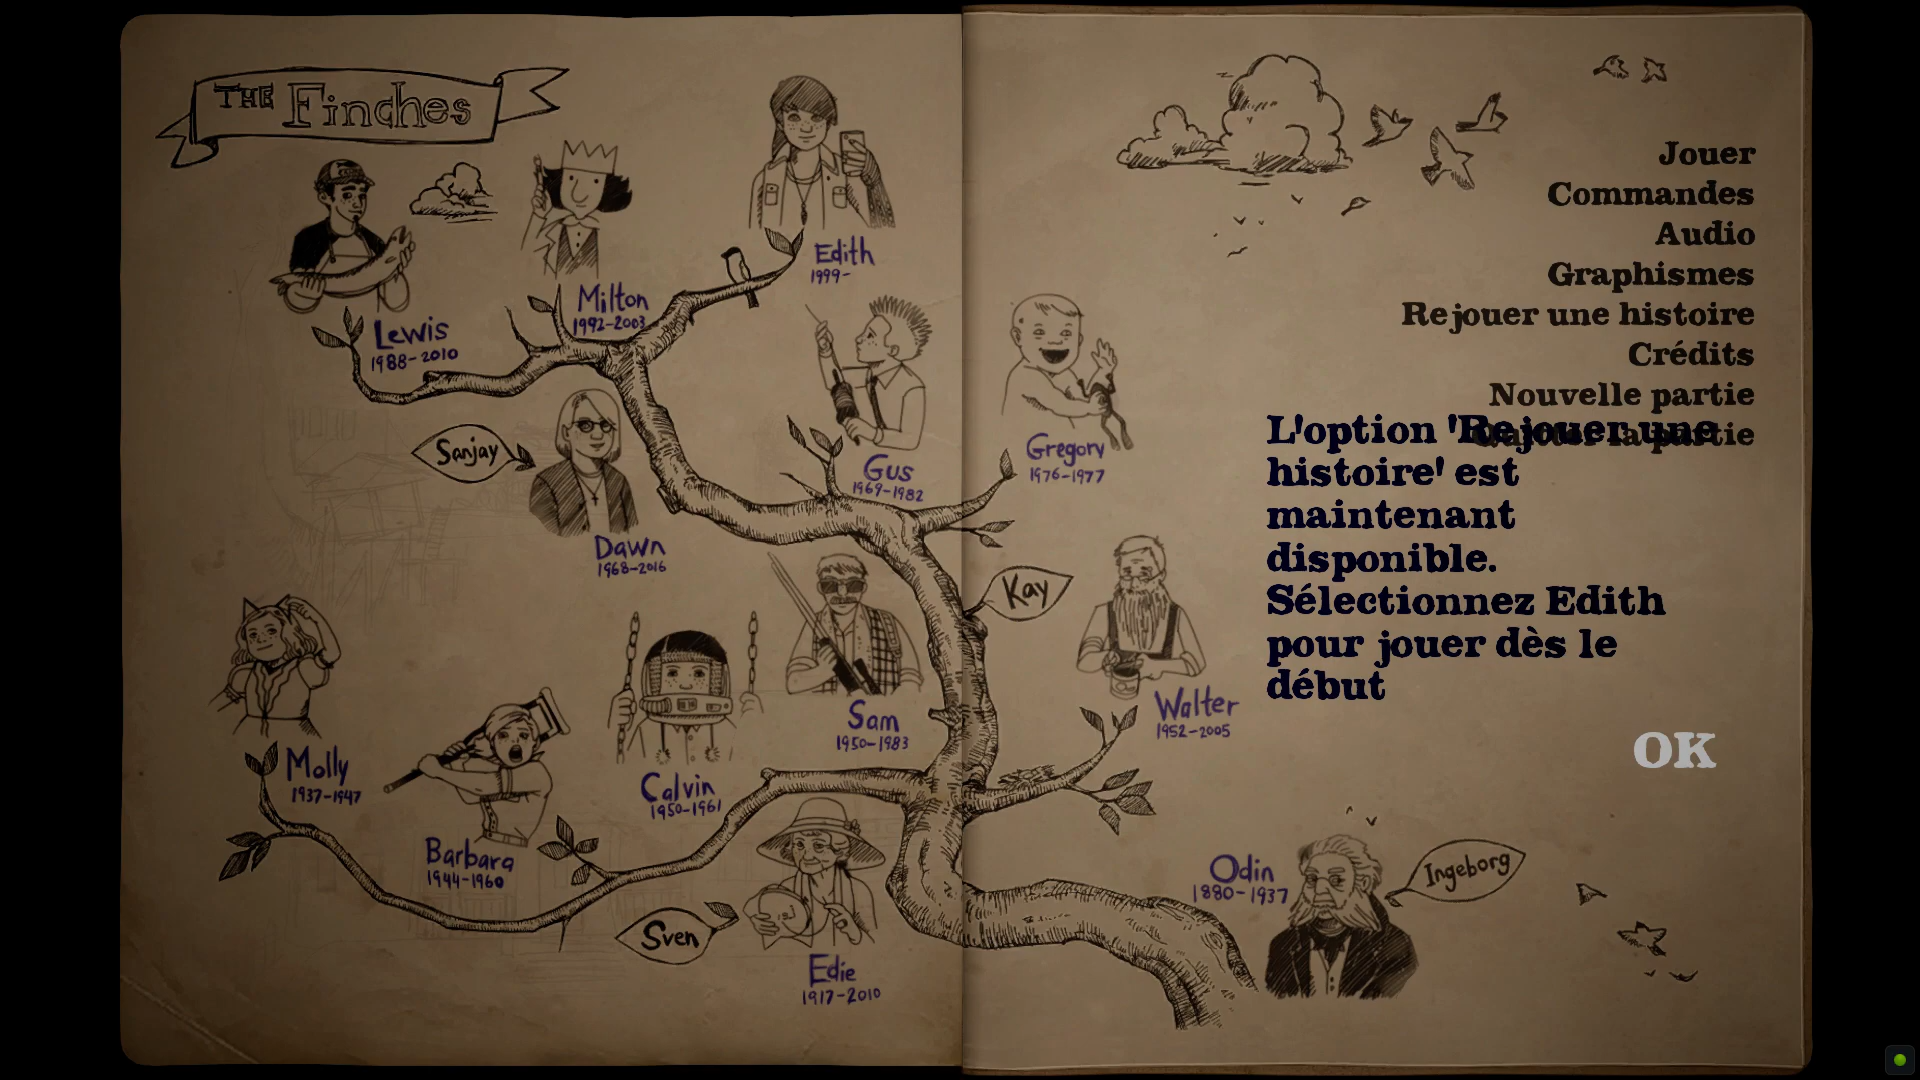 THE Finches
Edith
1999-
Milton
1992-2003
Lewis
1988-2010
Sanjay
Dawn
1968-2016
Gus
1969-1982
Gregory
1976-1977
Kay
Sam
1950-1983
Walter
1952-2005
Molly
1937-1947
Barbara
1944-1960
Calvin
1950-1961
Sven
Edie
1917-2010
Odin
1880-1937
Ingeborg
Jouer
Commandes
Audio
Graphismes
Rejouer une histoire
Crédits
Nouvelle partie
la partie
L'option 'Rejouer une
histoire' est
maintenant
disponible.
Sélectionnez Edith
pour jouer dès le
début
OK